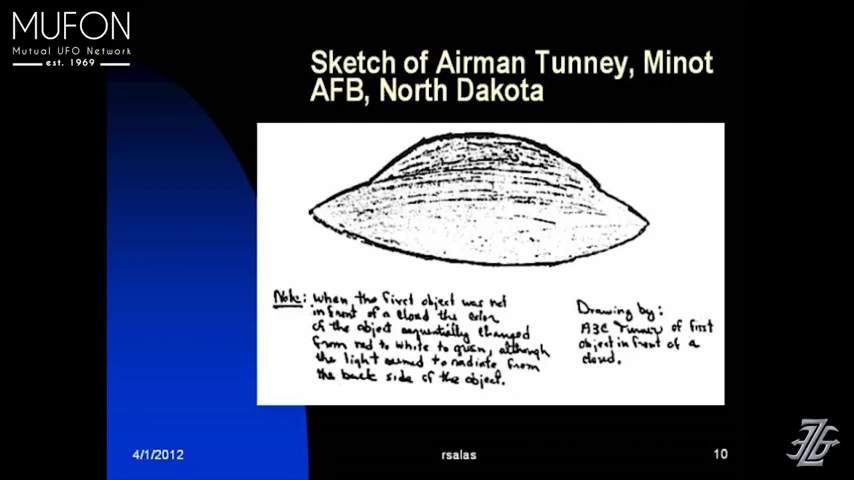 MUFON
Mutual UFO Network
est. 1969
Sketch of Airman Tunney, Minot
AFB, North Dakota
Note: When the first object was not
in front of a cloud the color
of the object sequentially changed
from red to white to green, although
the light seemed to radiate from
the back side of the object.
Drawing by:
A3C Tunney of first
object in front of a
cloud.
4/1/2012
rsalas
10